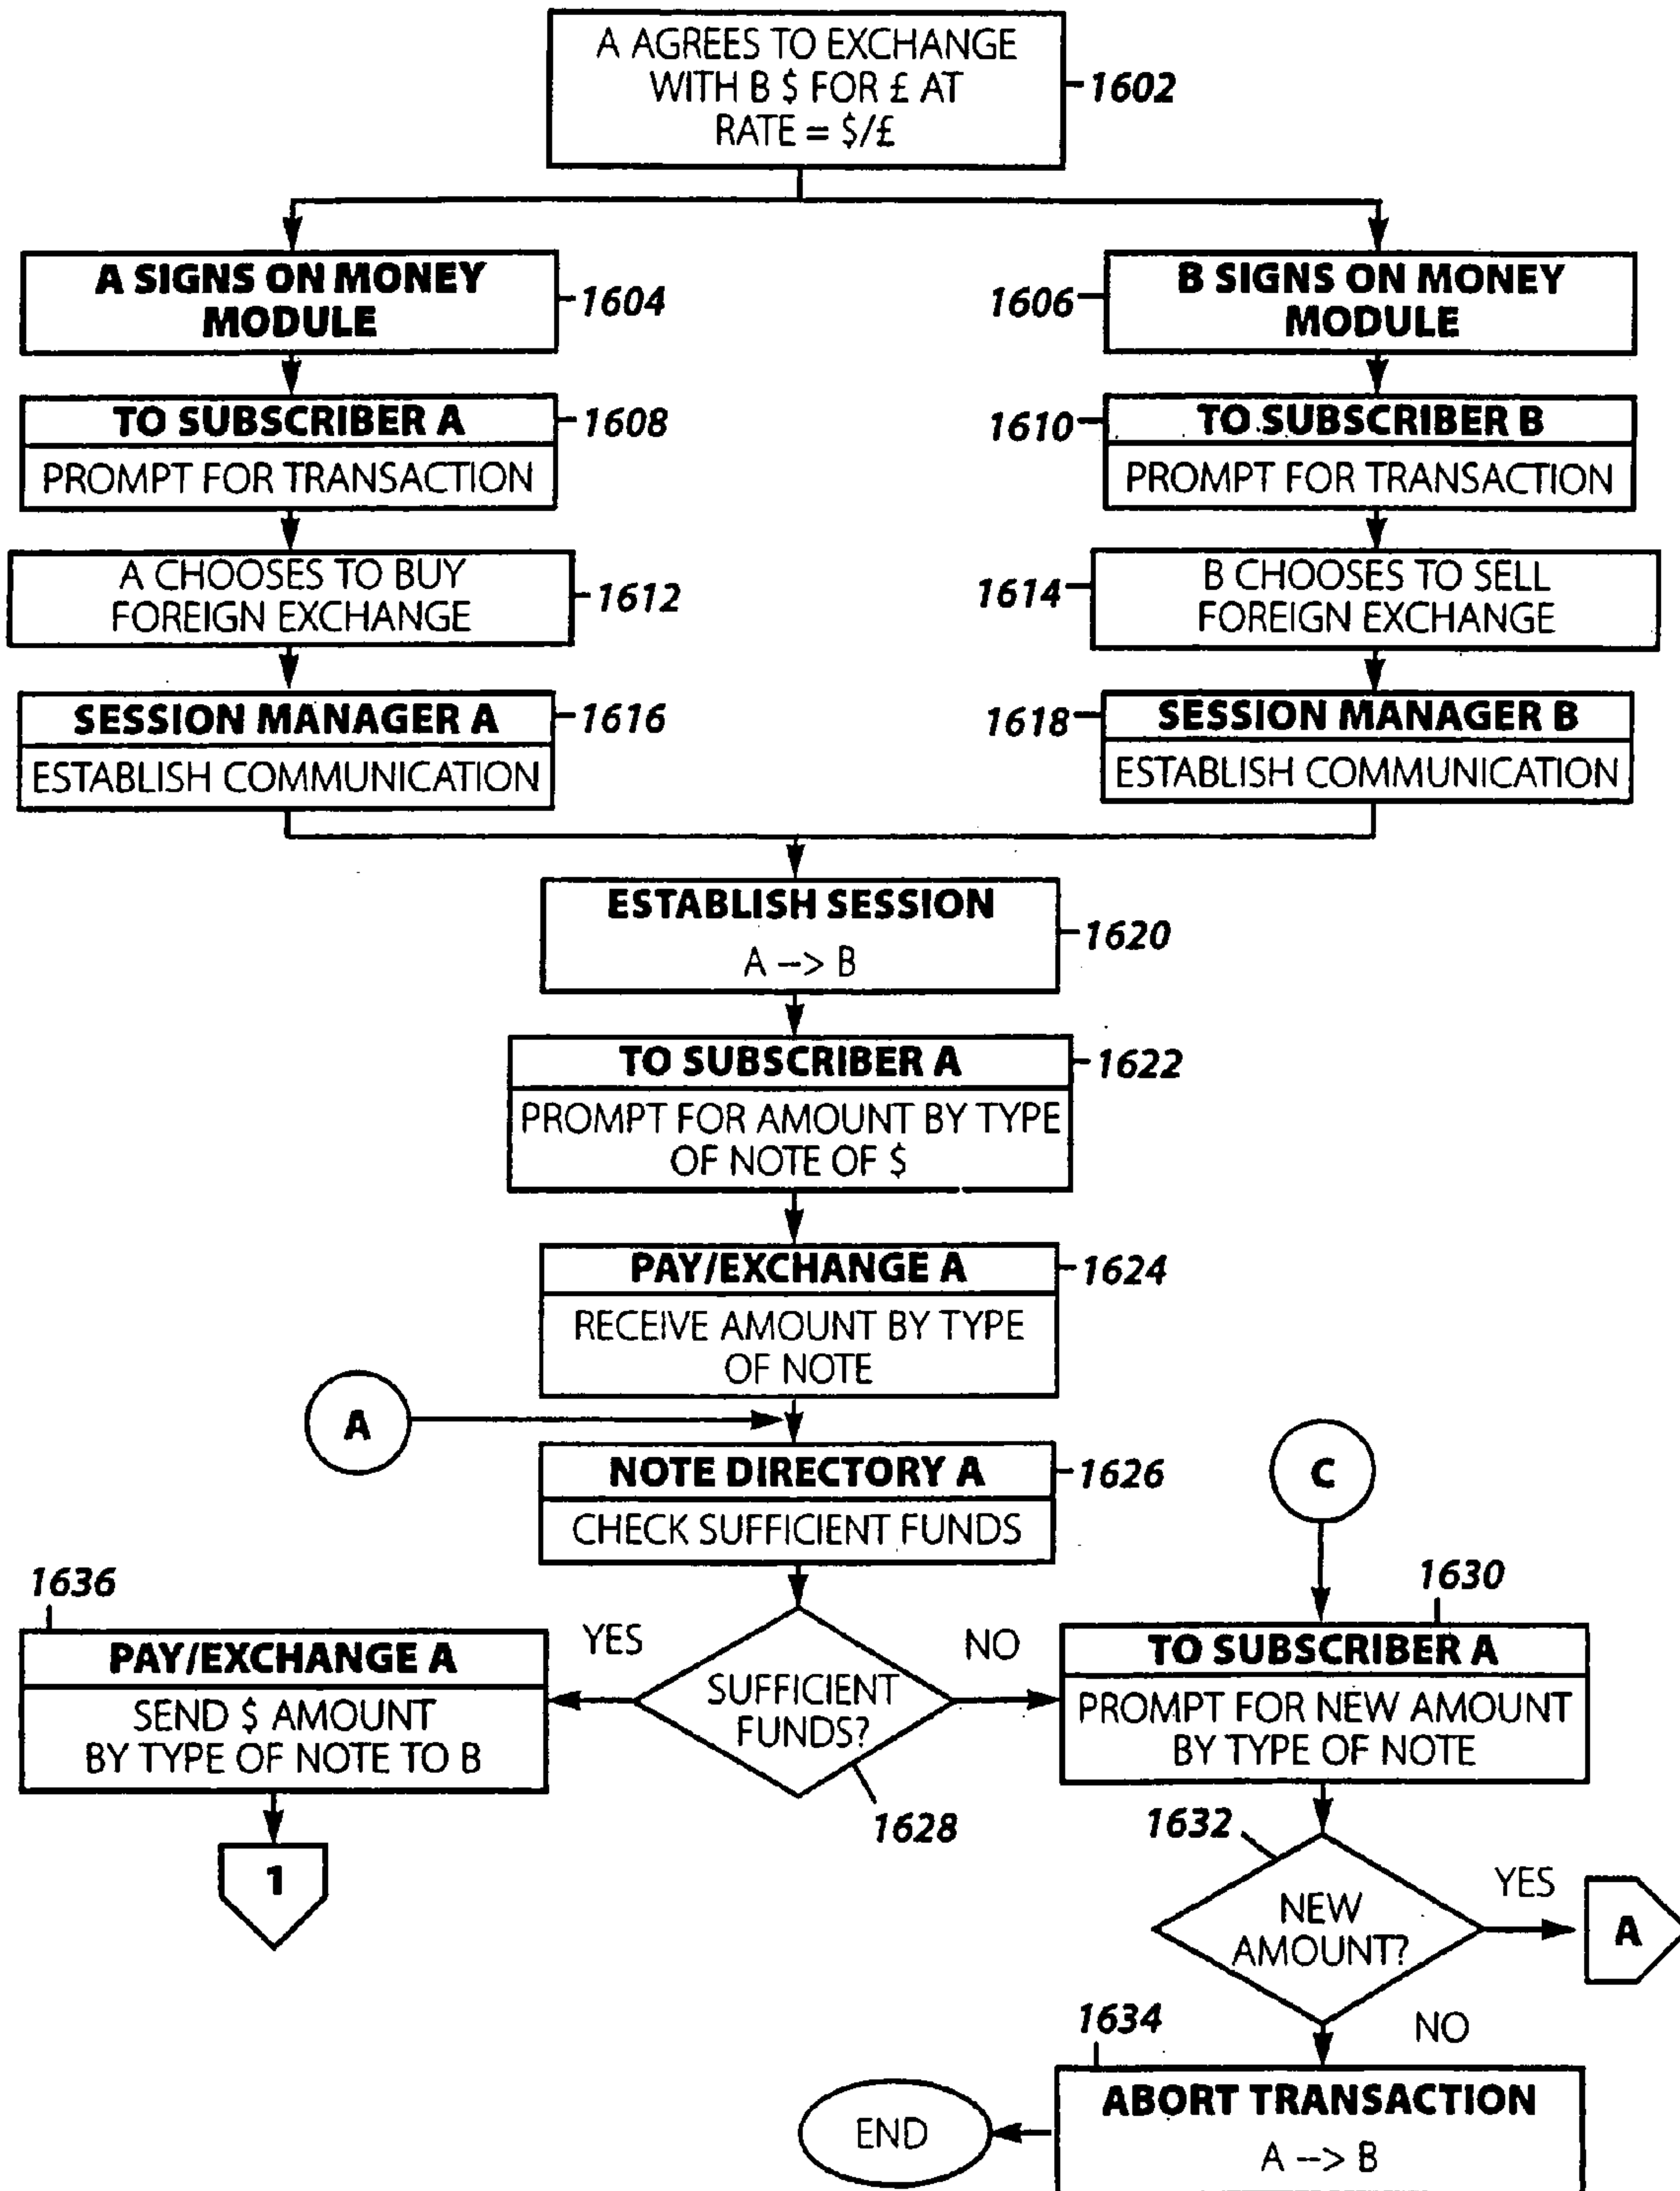 A AGREES TO EXCHANGE
WITH B $ FOR £ AT
RATE = $/£
1602
A SIGNS ON MONEY
MODULE
1604
1606
B SIGNS ON MONEY
MODULE
TO SUBSCRIBER A
1608
PROMPT FOR TRANSACTION
1610
TO SUBSCRIBER B
PROMPT FOR TRANSACTION
A CHOOSES TO BUY
FOREIGN EXCHANGE
1612
1614
B CHOOSES TO SELL
FOREIGN EXCHANGE
SESSION MANAGER A
1616
ESTABLISH COMMUNICATION
1618
SESSION MANAGER B
ESTABLISH COMMUNICATION
ESTABLISH SESSION
A --> B
1620
TO SUBSCRIBER A
1622
PROMPT FOR AMOUNT BY TYPE
OF NOTE OF $
PAY/EXCHANGE A
1624
RECEIVE AMOUNT BY TYPE
OF NOTE
A
NOTE DIRECTORY A
1626
CHECK SUFFICIENT FUNDS
C
1636
PAY/EXCHANGE A
SEND $ AMOUNT
BY TYPE OF NOTE TO B
YES
SUFFICIENT
FUNDS?
NO
1628
1630
TO SUBSCRIBER A
PROMPT FOR NEW AMOUNT
BY TYPE OF NOTE
1
1632
NEW
AMOUNT?
YES
A
NO
1634
ABORT TRANSACTION
A --> B
END